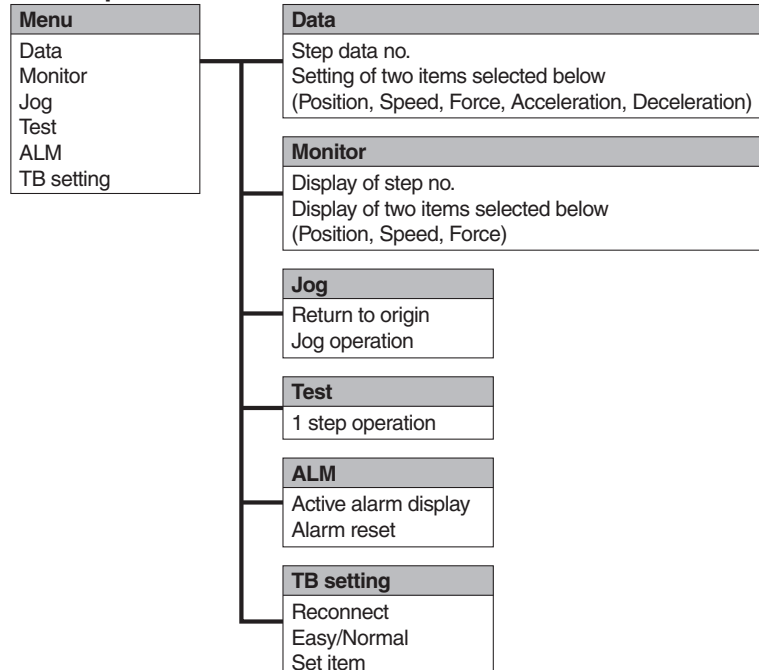 Menu
Data
Monitor
Jog
Test
ALM
TB setting
Data
Step data no.
Setting of two items selected below
(Position, Speed, Force, Acceleration, Deceleration)
Monitor
Display of step no.
Display of two items selected below
(Position, Speed, Force)
Jog
Return to origin
Jog operation
Test
1 step operation
ALM
Active alarm display
Alarm reset
TB setting
Reconnect
Easy/Normal
Set item